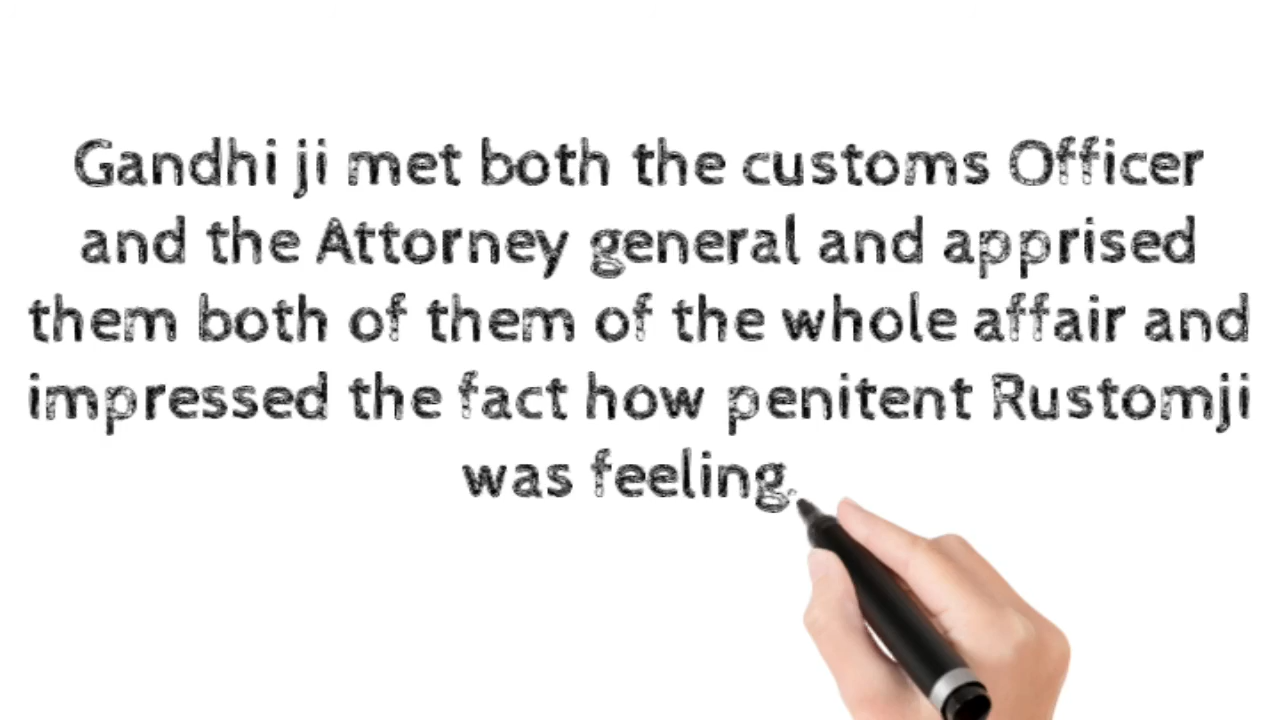 Gandhi ji met both the customs Officer
and the Attorney general and apprised
them both of them of the whole affair and
impressed the fact how penitent Rustomji
was feeling.